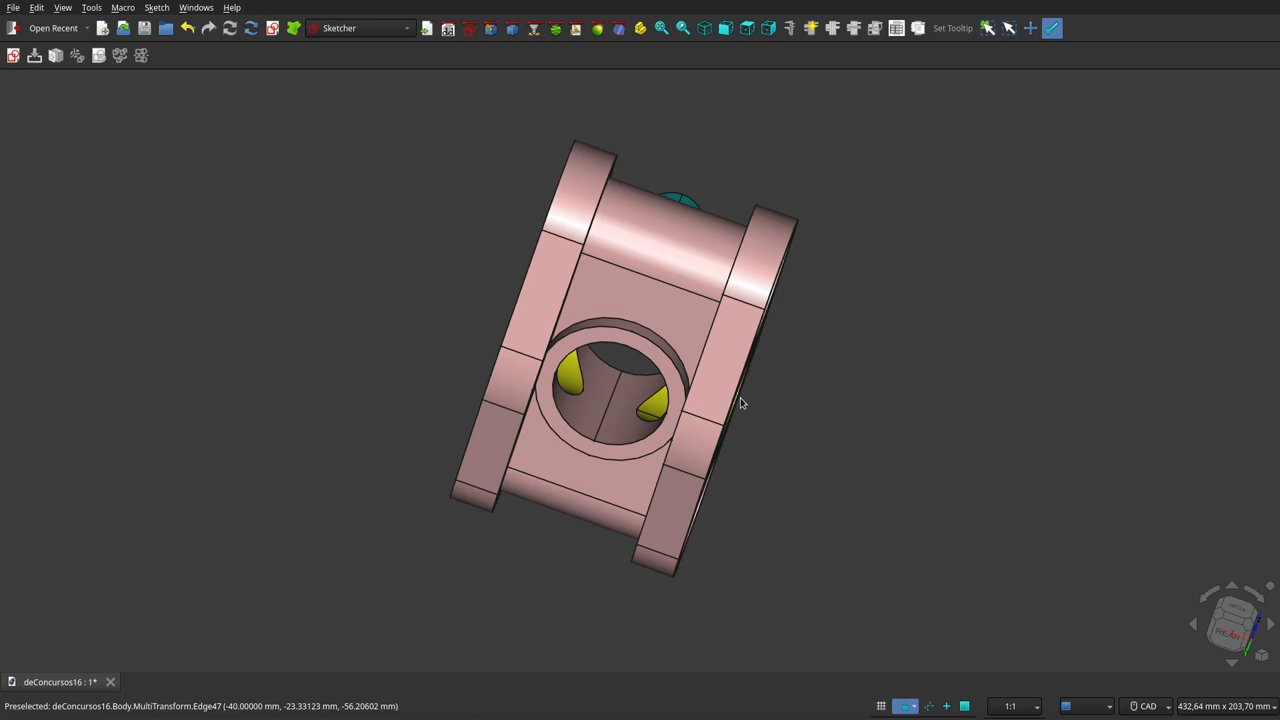 File Edit View Tools Macro Sketch Windows Help
Open Recent Sketcher Set Tooltip
REAR
deConcursos16 : 1*
Preselected: deConcursos16.Body.MultiTransform.Edge47 (-40.00000 mm, -23.33123 mm, -56.20602 mm) 1:1 CAD 432,64 mm x 203,70 mm